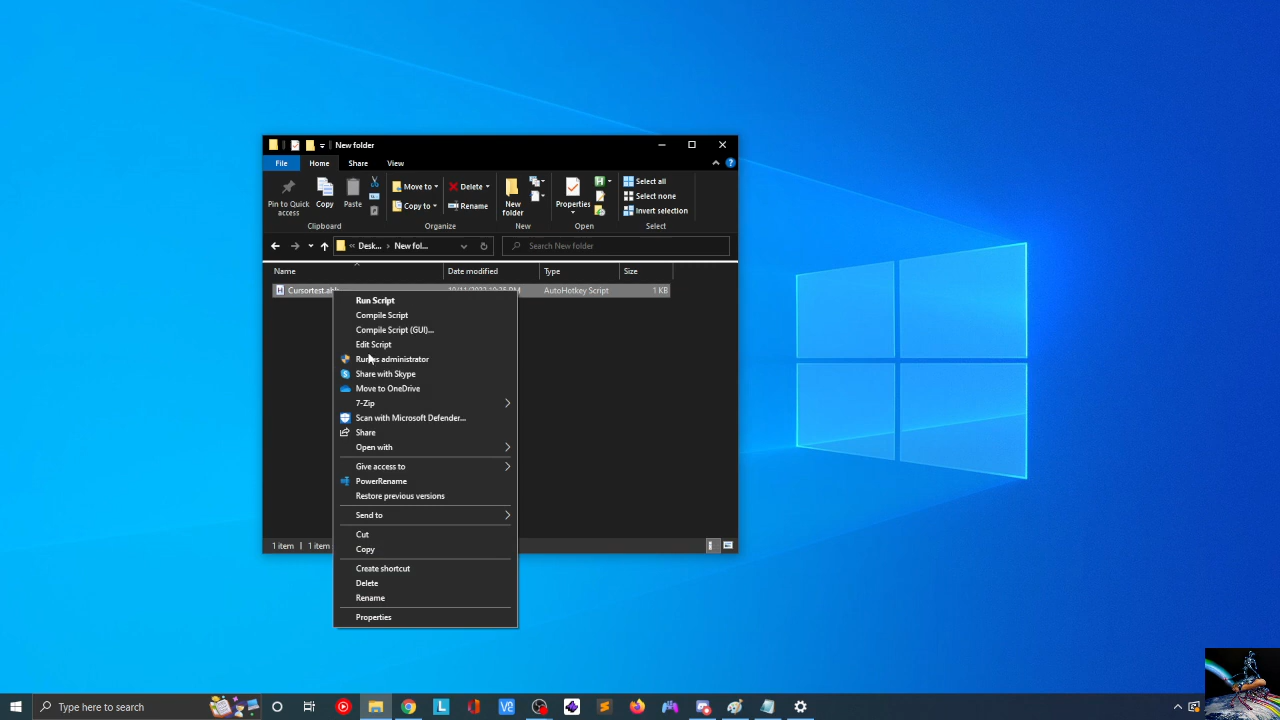 New folder
File
Home
Share
View
Pin to Quick
access
Copy
Paste
Clipboard
Move to
Copy to
Delete
Rename
Organize
New
folder
New
Properties
Open
Select all
Select none
Invert selection
Select
Desk...
New fol...
Search New folder
Name
Date modified
Type
Size
AutoHotkey Script
1 KB
Run Script
Compile Script
Compile Script (GUI)...
Edit Script
Run as administrator
Share with Skype
Move to OneDrive
7-Zip
Scan with Microsoft Defender...
Share
Open with
Give access to
PowerRename
Restore previous versions
Send to
Cut
Copy
Create shortcut
Delete
Rename
Properties
1 item
1 item
Type here to search